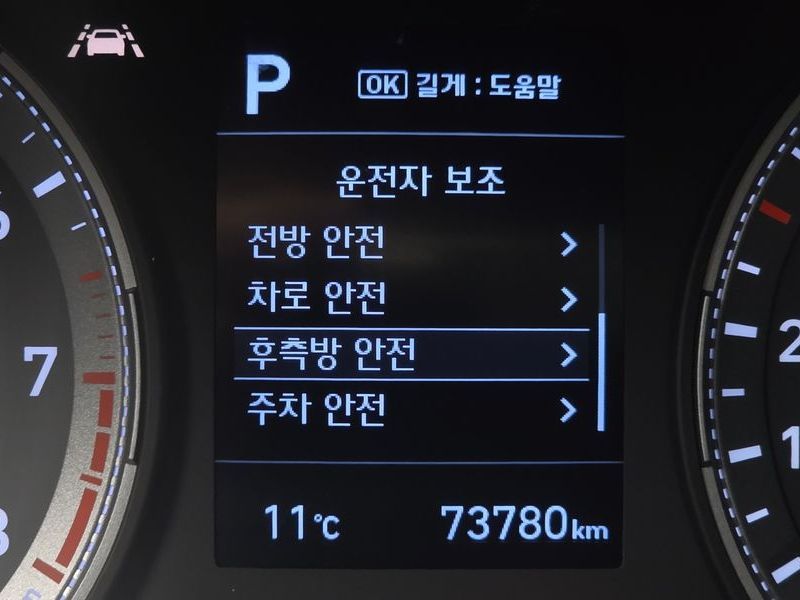 P
OK 길게 : 도움말
운전자 보조
전방 안전
차로 안전
후측방 안전
주차 안전
11°C
73780km
7